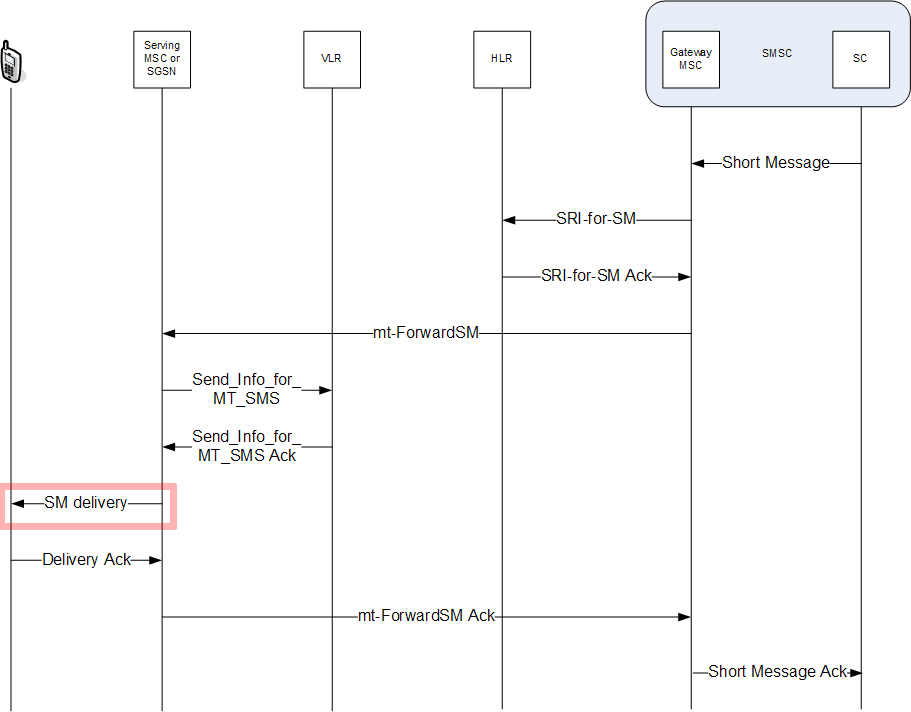 Serving
MSC or
SGSN
VLR
HLR
Gateway
MSC
SMSC
SC
Short Message
SRI-for-SM
SRI-for-SM Ack
mt-ForwardSM
Send_Info_for_
MT_SMS
Send_Info_for_
MT_SMS Ack
SM delivery
Delivery Ack
mt-ForwardSM Ack
Short Message Ack